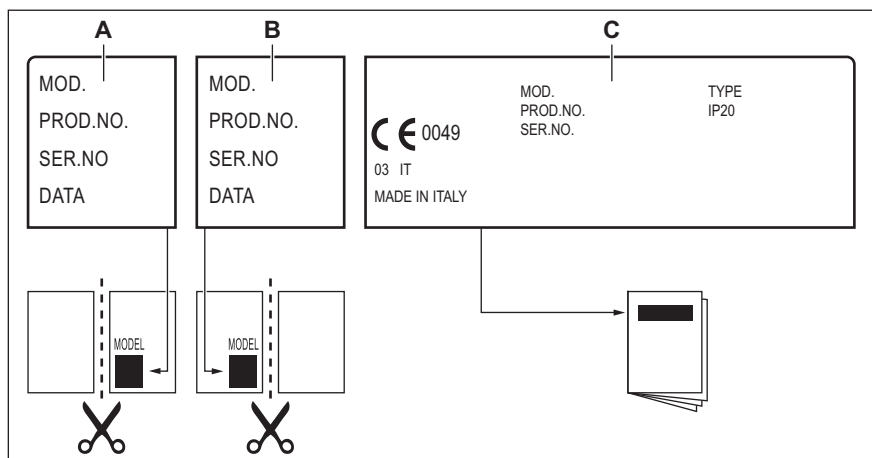 A
B
C
MOD.
PROD.NO.
SER.NO
DATA
MOD.
PROD.NO.
SER.NO
DATA
MOD.
PROD.NO.
SER.NO.
TYPE
IP20
CE 0049
03 IT
MADE IN ITALY
MODEL
MODEL